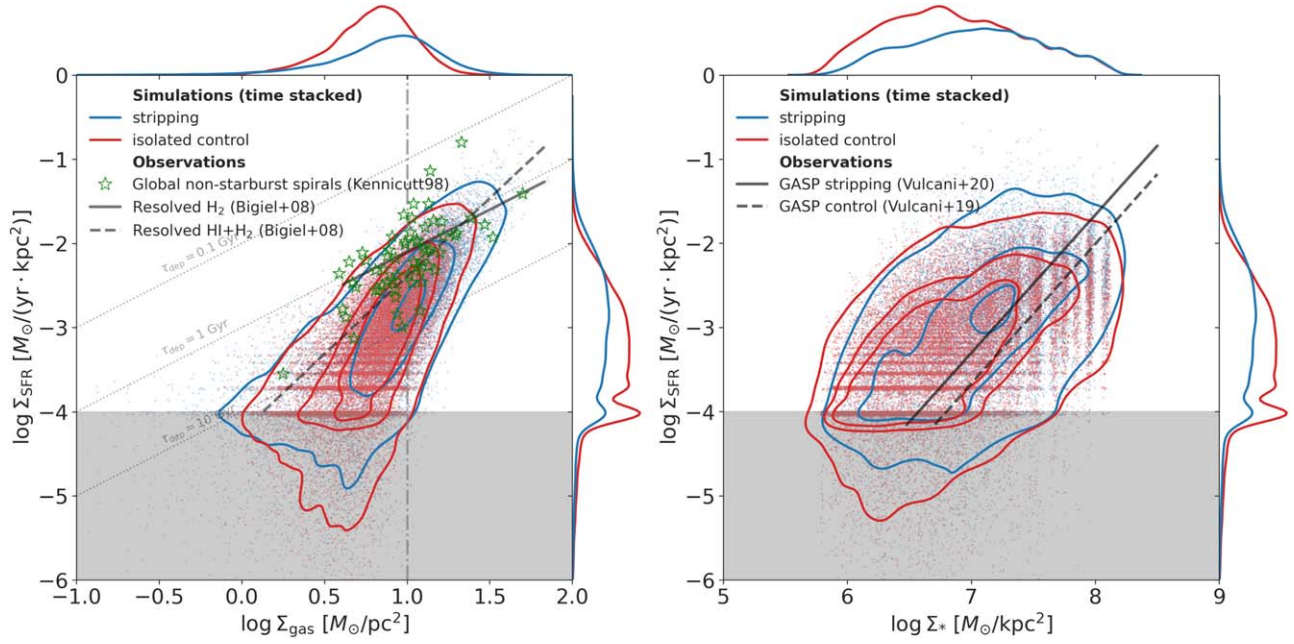 0
−1
−2
−3
−4
−5
−6
log Σ_SFR [M_⊙/(yr · kpc²)]
Simulations (time stacked)
stripping
isolated control
Observations
Global non-starburst spirals (Kennicutt98)
Resolved H₂ (Bigiel+08)
Resolved HI+H₂ (Bigiel+08)
τ_dep = 0.1 Gyr
τ_dep = 1 Gyr
τ_dep = 10 Gyr
−1.0
−0.5
0.0
0.5
1.0
1.5
2.0
log Σ_gas [M_⊙/pc²]
0
−1
−2
−3
−4
−5
−6
log Σ_SFR [M_⊙/(yr · kpc²)]
Simulations (time stacked)
stripping
isolated control
Observations
GASP stripping (Vulcani+20)
GASP control (Vulcani+19)
5
6
7
8
9
log Σ_* [M_⊙/kpc²]